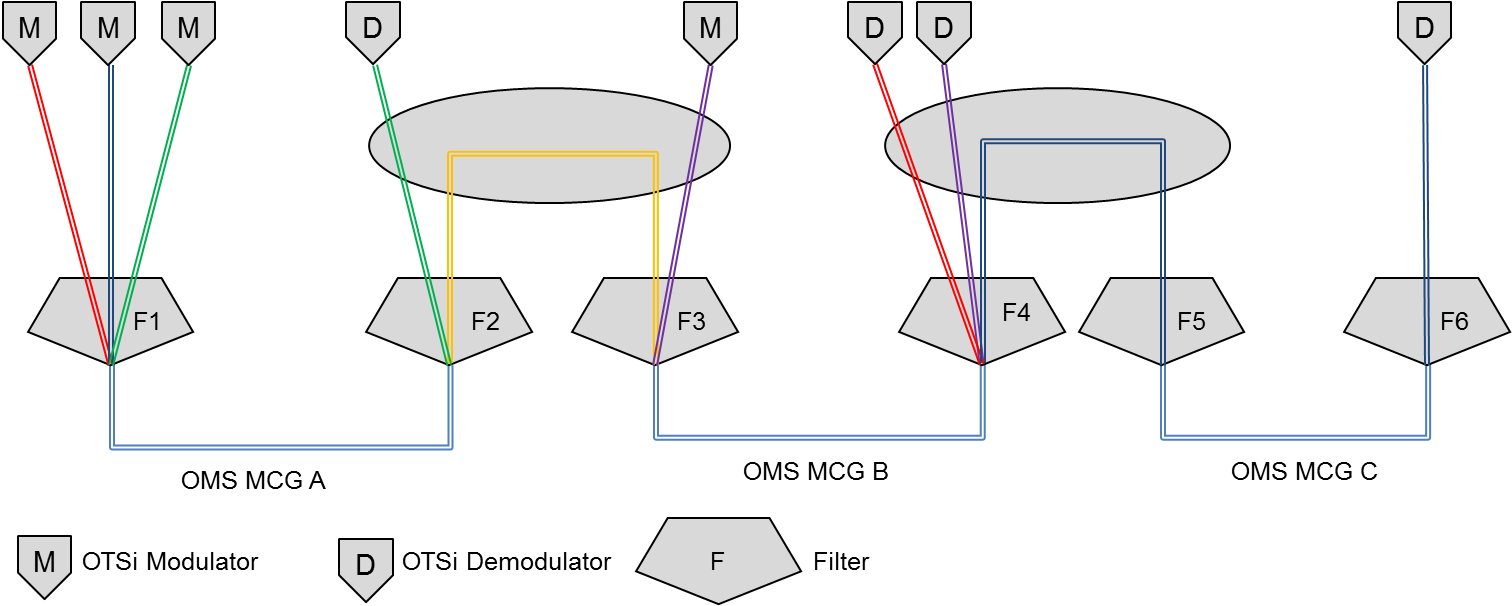 M M M D M D D D
F1 F2 F3 F4 F5 F6
OMS MCG A OMS MCG B OMS MCG C
M OTSi Modulator D OTSi Demodulator F Filter